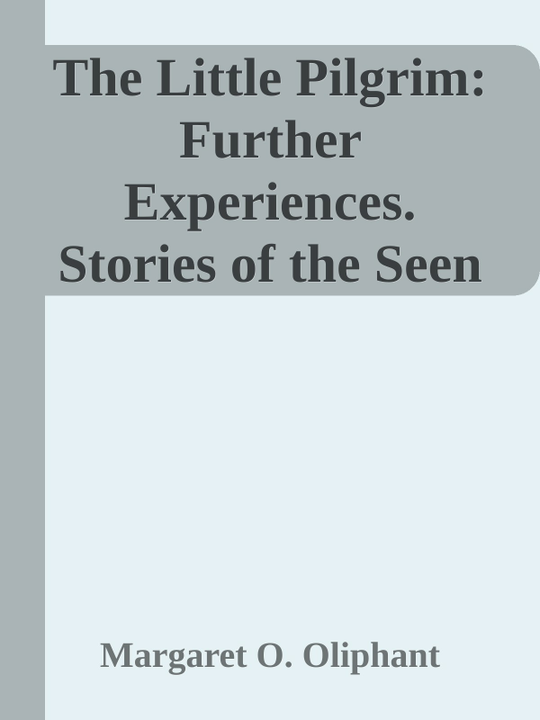 The Little Pilgrim:
Further
Experiences.
Stories of the Seen
Margaret O. Oliphant